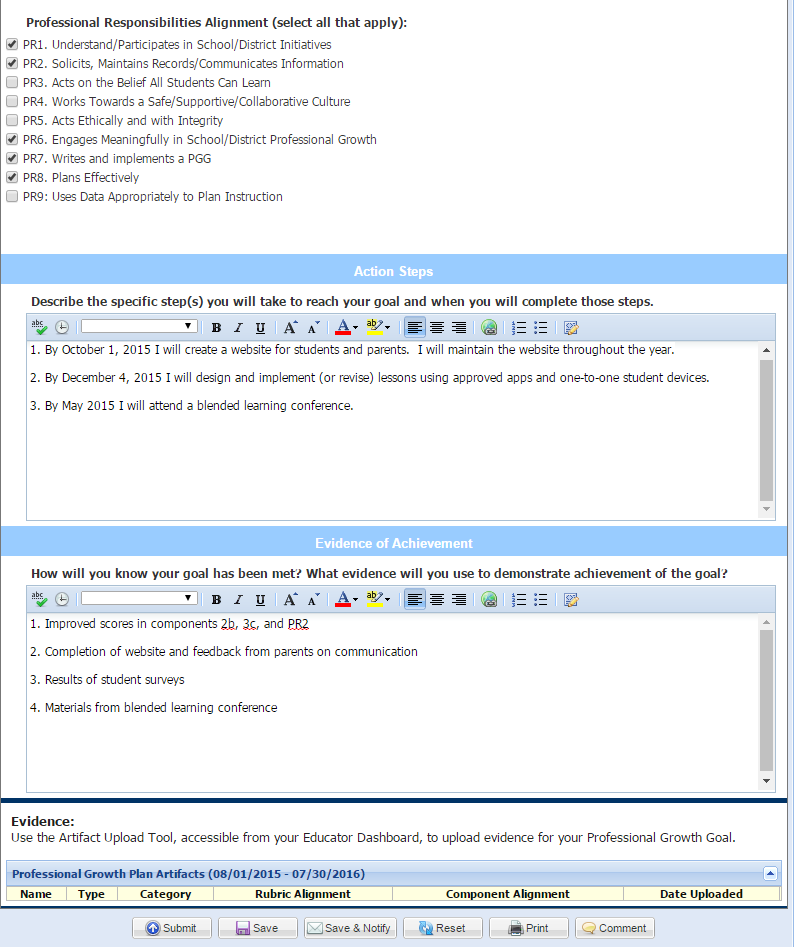 Professional Responsibilities Alignment (select all that apply):
PR1. Understand/Participates in School/District Initiatives
PR2. Solicits, Maintains Records/Communicates Information
PR3. Acts on the Belief All Students Can Learn
PR4. Works Towards a Safe/Supportive/Collaborative Culture
PR5. Acts Ethically and with Integrity
PR6. Engages Meaningfully in School/District Professional Growth
PR7. Writes and implements a PGG
PR8. Plans Effectively
PR9: Uses Data Appropriately to Plan Instruction
Action Steps
Describe the specific step(s) you will take to reach your goal and when you will complete those steps.
abc B I U A A A ab
1. By October 1, 2015 I will create a website for students and parents.  I will maintain the website throughout the year.
2. By December 4, 2015 I will design and implement (or revise) lessons using approved apps and one-to-one student devices.
3. By May 2015 I will attend a blended learning conference.
Evidence of Achievement
How will you know your goal has been met? What evidence will you use to demonstrate achievement of the goal?
abc B I U A A A ab
1. Improved scores in components 2b, 3c, and PR2
2. Completion of website and feedback from parents on communication
3. Results of student surveys
4. Materials from blended learning conference
Evidence:
Use the Artifact Upload Tool, accessible from your Educator Dashboard, to upload evidence for your Professional Growth Goal.
Professional Growth Plan Artifacts (08/01/2015 - 07/30/2016)
Name Type Category Rubric Alignment Component Alignment Date Uploaded
Submit Save Save & Notify Reset Print Comment